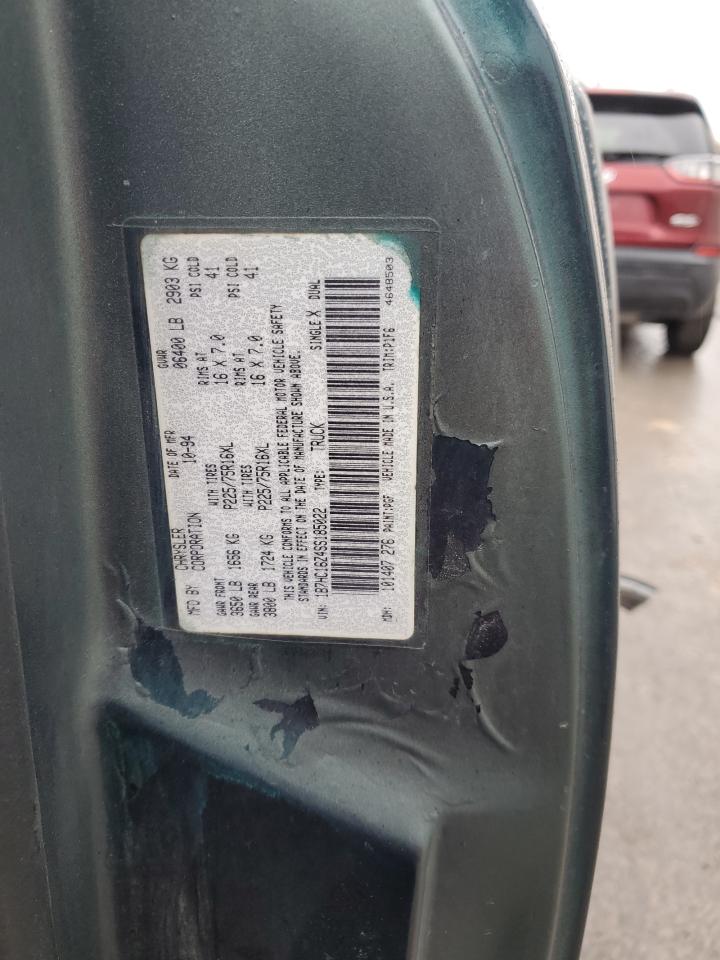 MFD BY CHRYSLER CORPORATION DATE OF MFR 10-94 GVWR 06400 LB 2903 KG
GAWR FRONT WITH TIRES RIMS AT PSI COLD
3650 LB 1656 KG P225/75R16XL 16 X 7.0 41
GAWR REAR WITH TIRES RIMS AT PSI COLD
3800 LB 1724 KG P225/75R16XL 16 X 7.0 41
THIS VEHICLE CONFORMS TO ALL APPLICABLE FEDERAL MOTOR VEHICLE SAFETY
STANDARDS IN EFFECT ON THE DATE OF MANUFACTURE SHOWN ABOVE.
VIN: 1B7HC16Z4SS185022 TYPE: TRUCK SINGLE X DUAL
MDH: 101407 276 PAINT:PGF VEHICLE MADE IN U.S.A. TRIM:P1F6
4648503